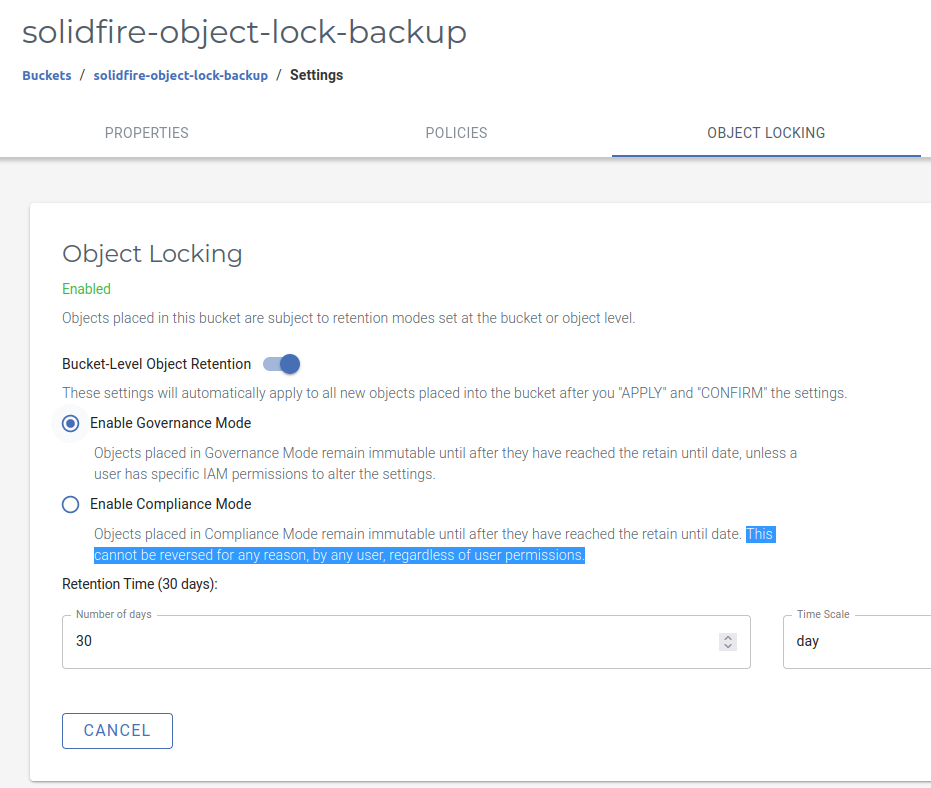 solidfire-object-lock-backup
Buckets / solidfire-object-lock-backup / Settings
PROPERTIES POLICIES OBJECT LOCKING
Object Locking
Enabled
Objects placed in this bucket are subject to retention modes set at the bucket or object level.
Bucket-Level Object Retention
These settings will automatically apply to all new objects placed into the bucket after you "APPLY" and "CONFIRM" the settings.
Enable Governance Mode
Objects placed in Governance Mode remain immutable until after they have reached the retain until date, unless a
user has specific IAM permissions to alter the settings.
Enable Compliance Mode
Objects placed in Compliance Mode remain immutable until after they have reached the retain until date. This
cannot be reversed for any reason, by any user, regardless of user permissions.
Retention Time (30 days):
Number of days Time Scale
30 day
CANCEL